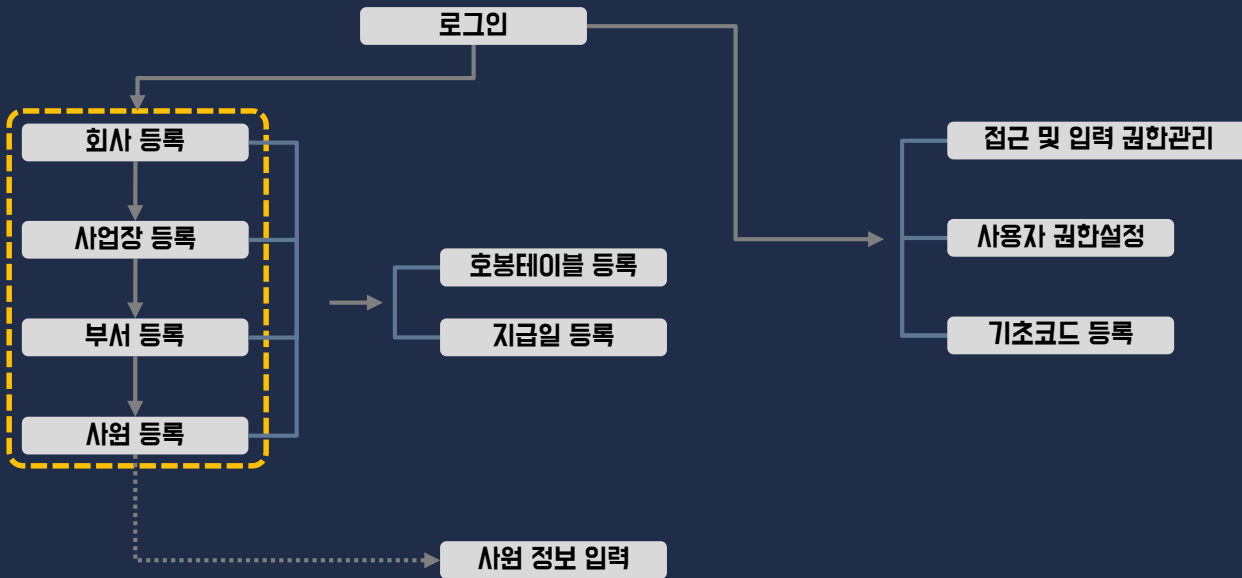 로그인
회사 등록
사업장 등록
부서 등록
사원 등록
호봉테이블 등록
지급일 등록
사원 정보 입력
접근 및 입력 권한관리
사용자 권한설정
기초코드 등록